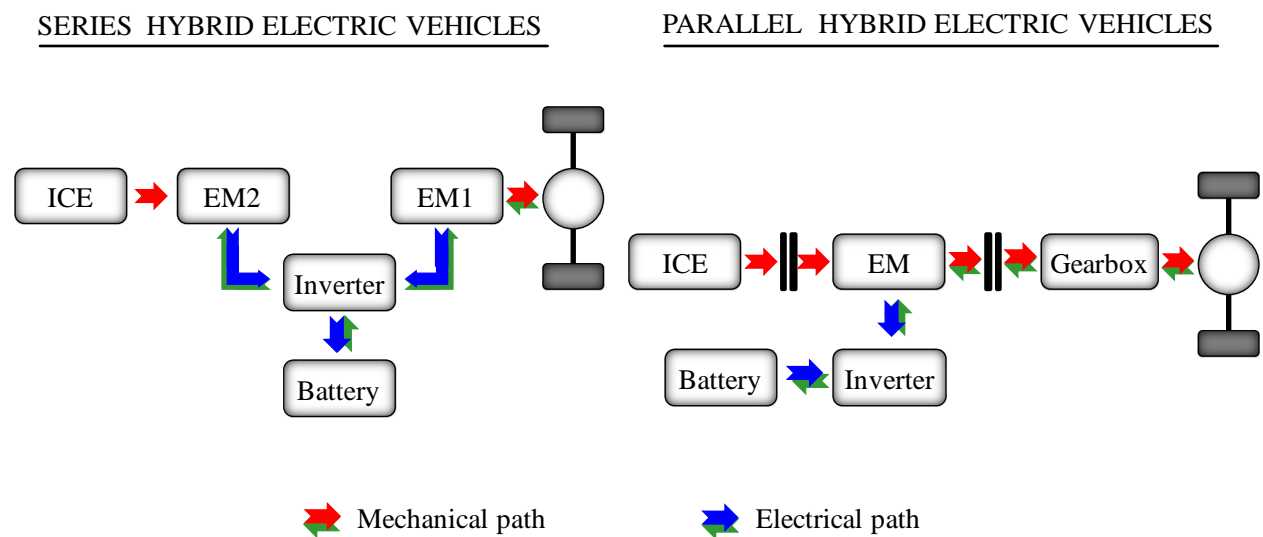 SERIES HYBRID ELECTRIC VEHICLES
PARALLEL HYBRID ELECTRIC VEHICLES
ICE
EM2
EM1
Inverter
Battery
ICE
EM
Gearbox
Battery
Inverter
Mechanical path
Electrical path